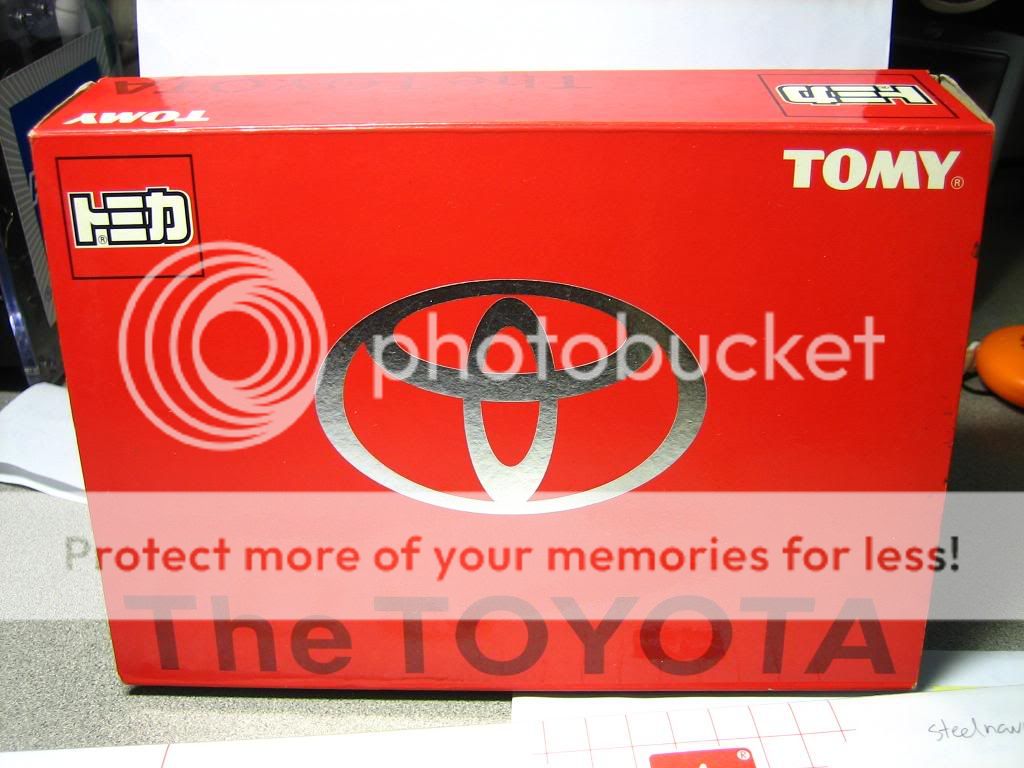 The TOYOTA
TOMY
トミカ
TOMY®
トミカ®
photobucket
Protect more of your memories for less!
The TOYOTA
®